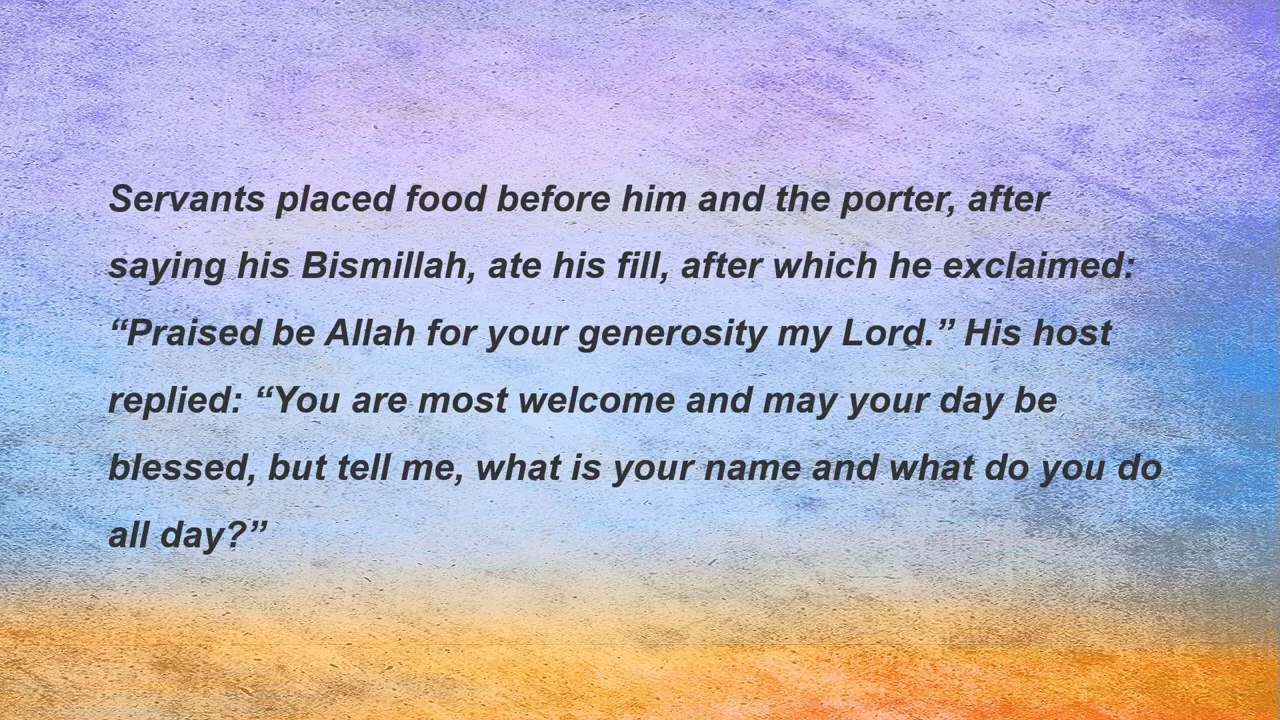 Servants placed food before him and the porter, after
saying his Bismillah, ate his fill, after which he exclaimed:
“Praised be Allah for your generosity my Lord.” His host
replied: “You are most welcome and may your day be
blessed, but tell me, what is your name and what do you do
all day?”